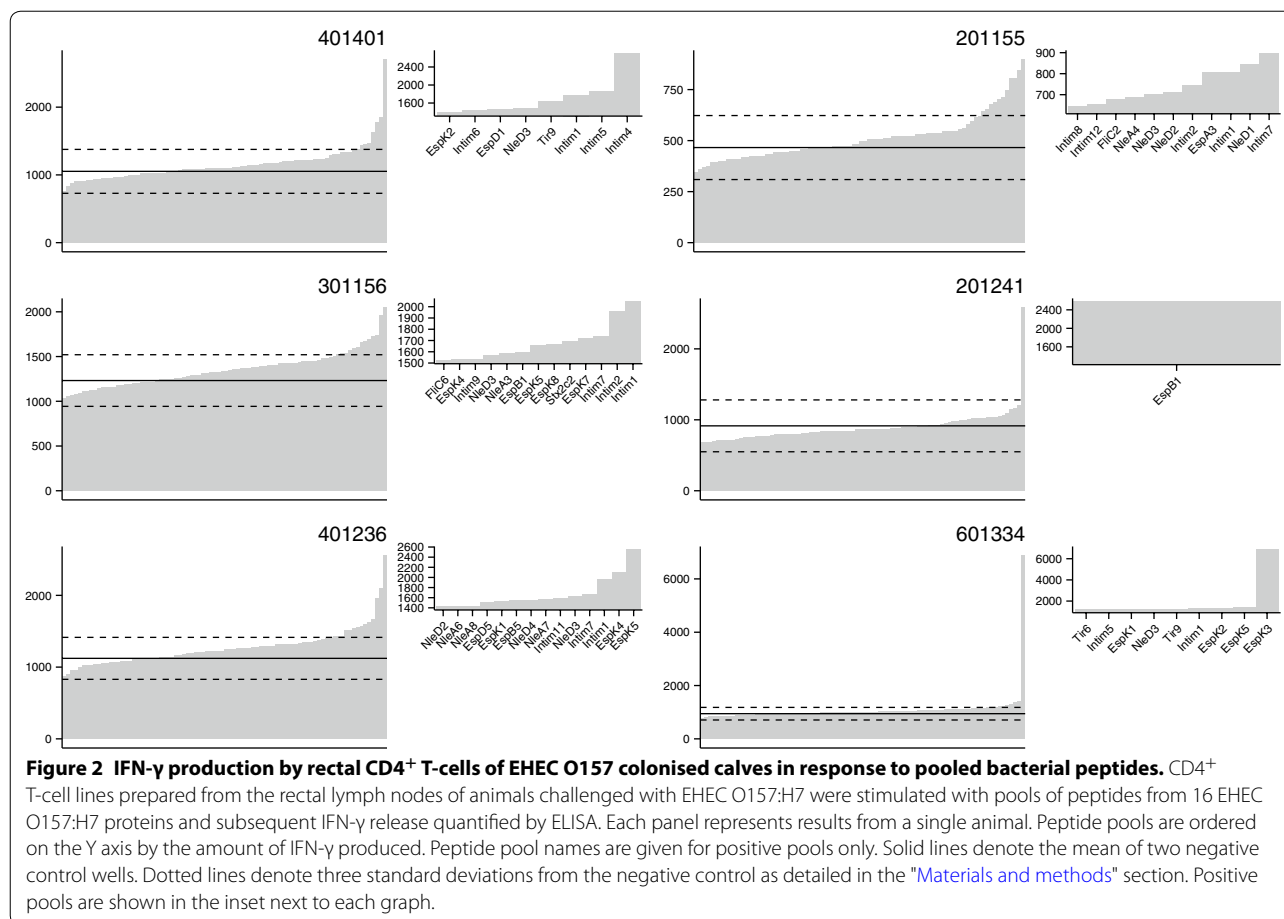 401401
2000
1000
0
2400
2000
1600
EspK2
Intim6
EspD1
NleD3
Tir9
Intim1
Intim5
Intim4
201155
750
500
250
0
900
800
700
Intim8
Intim12
FliC2
NleA4
NleD3
NleD2
Intim2
EspA3
Intim1
NleD1
Intim7
301156
2000
1500
1000
500
0
2000
1900
1800
1700
1600
1500
FliC6
EspK4
Intim9
NleD3
NleA3
EspB1
EspK5
EspK8
Stx2c2
EspK7
Intim7
Intim2
Intim1
201241
2000
1000
0
2400
2000
1600
EspB1
401236
2000
1000
0
2600
2400
2200
2000
1800
1600
1400
NleD2
NleA6
NleA8
EspD5
EspK1
EspB5
NleD4
NleA7
Intim11
NleD3
Intim7
Intim1
EspK4
EspK5
601334
6000
4000
2000
0
6000
4000
2000
Tir6
Intim5
EspK1
NleD3
Tir9
Intim1
EspK2
EspK5
EspK3
Figure 2 IFN-γ production by rectal CD4⁺ T-cells of EHEC O157 colonised calves in response to pooled bacterial peptides. CD4⁺
T-cell lines prepared from the rectal lymph nodes of animals challenged with EHEC O157:H7 were stimulated with pools of peptides from 16 EHEC
O157:H7 proteins and subsequent IFN-γ release quantified by ELISA. Each panel represents results from a single animal. Peptide pools are ordered
on the Y axis by the amount of IFN-γ produced. Peptide pool names are given for positive pools only. Solid lines denote the mean of two negative
control wells. Dotted lines denote three standard deviations from the negative control as detailed in the "Materials and methods" section. Positive
pools are shown in the inset next to each graph.